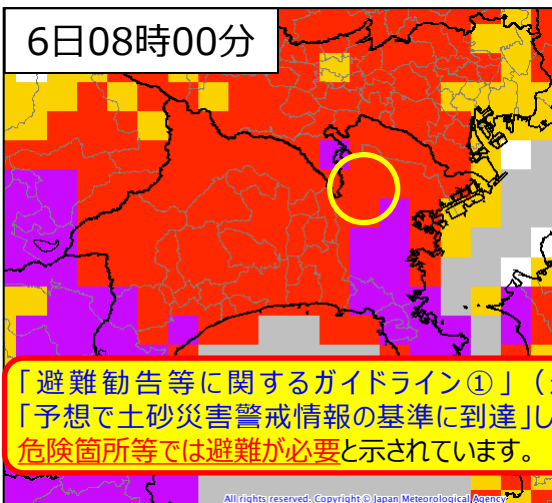 6日08時00分
「避難勧告等に関するガイドライン①」（
「予想で土砂災害警戒情報の基準に到達」し
危険箇所等では避難が必要と示されています。
All rights reserved. Copyright © Japan Meteorological Agency